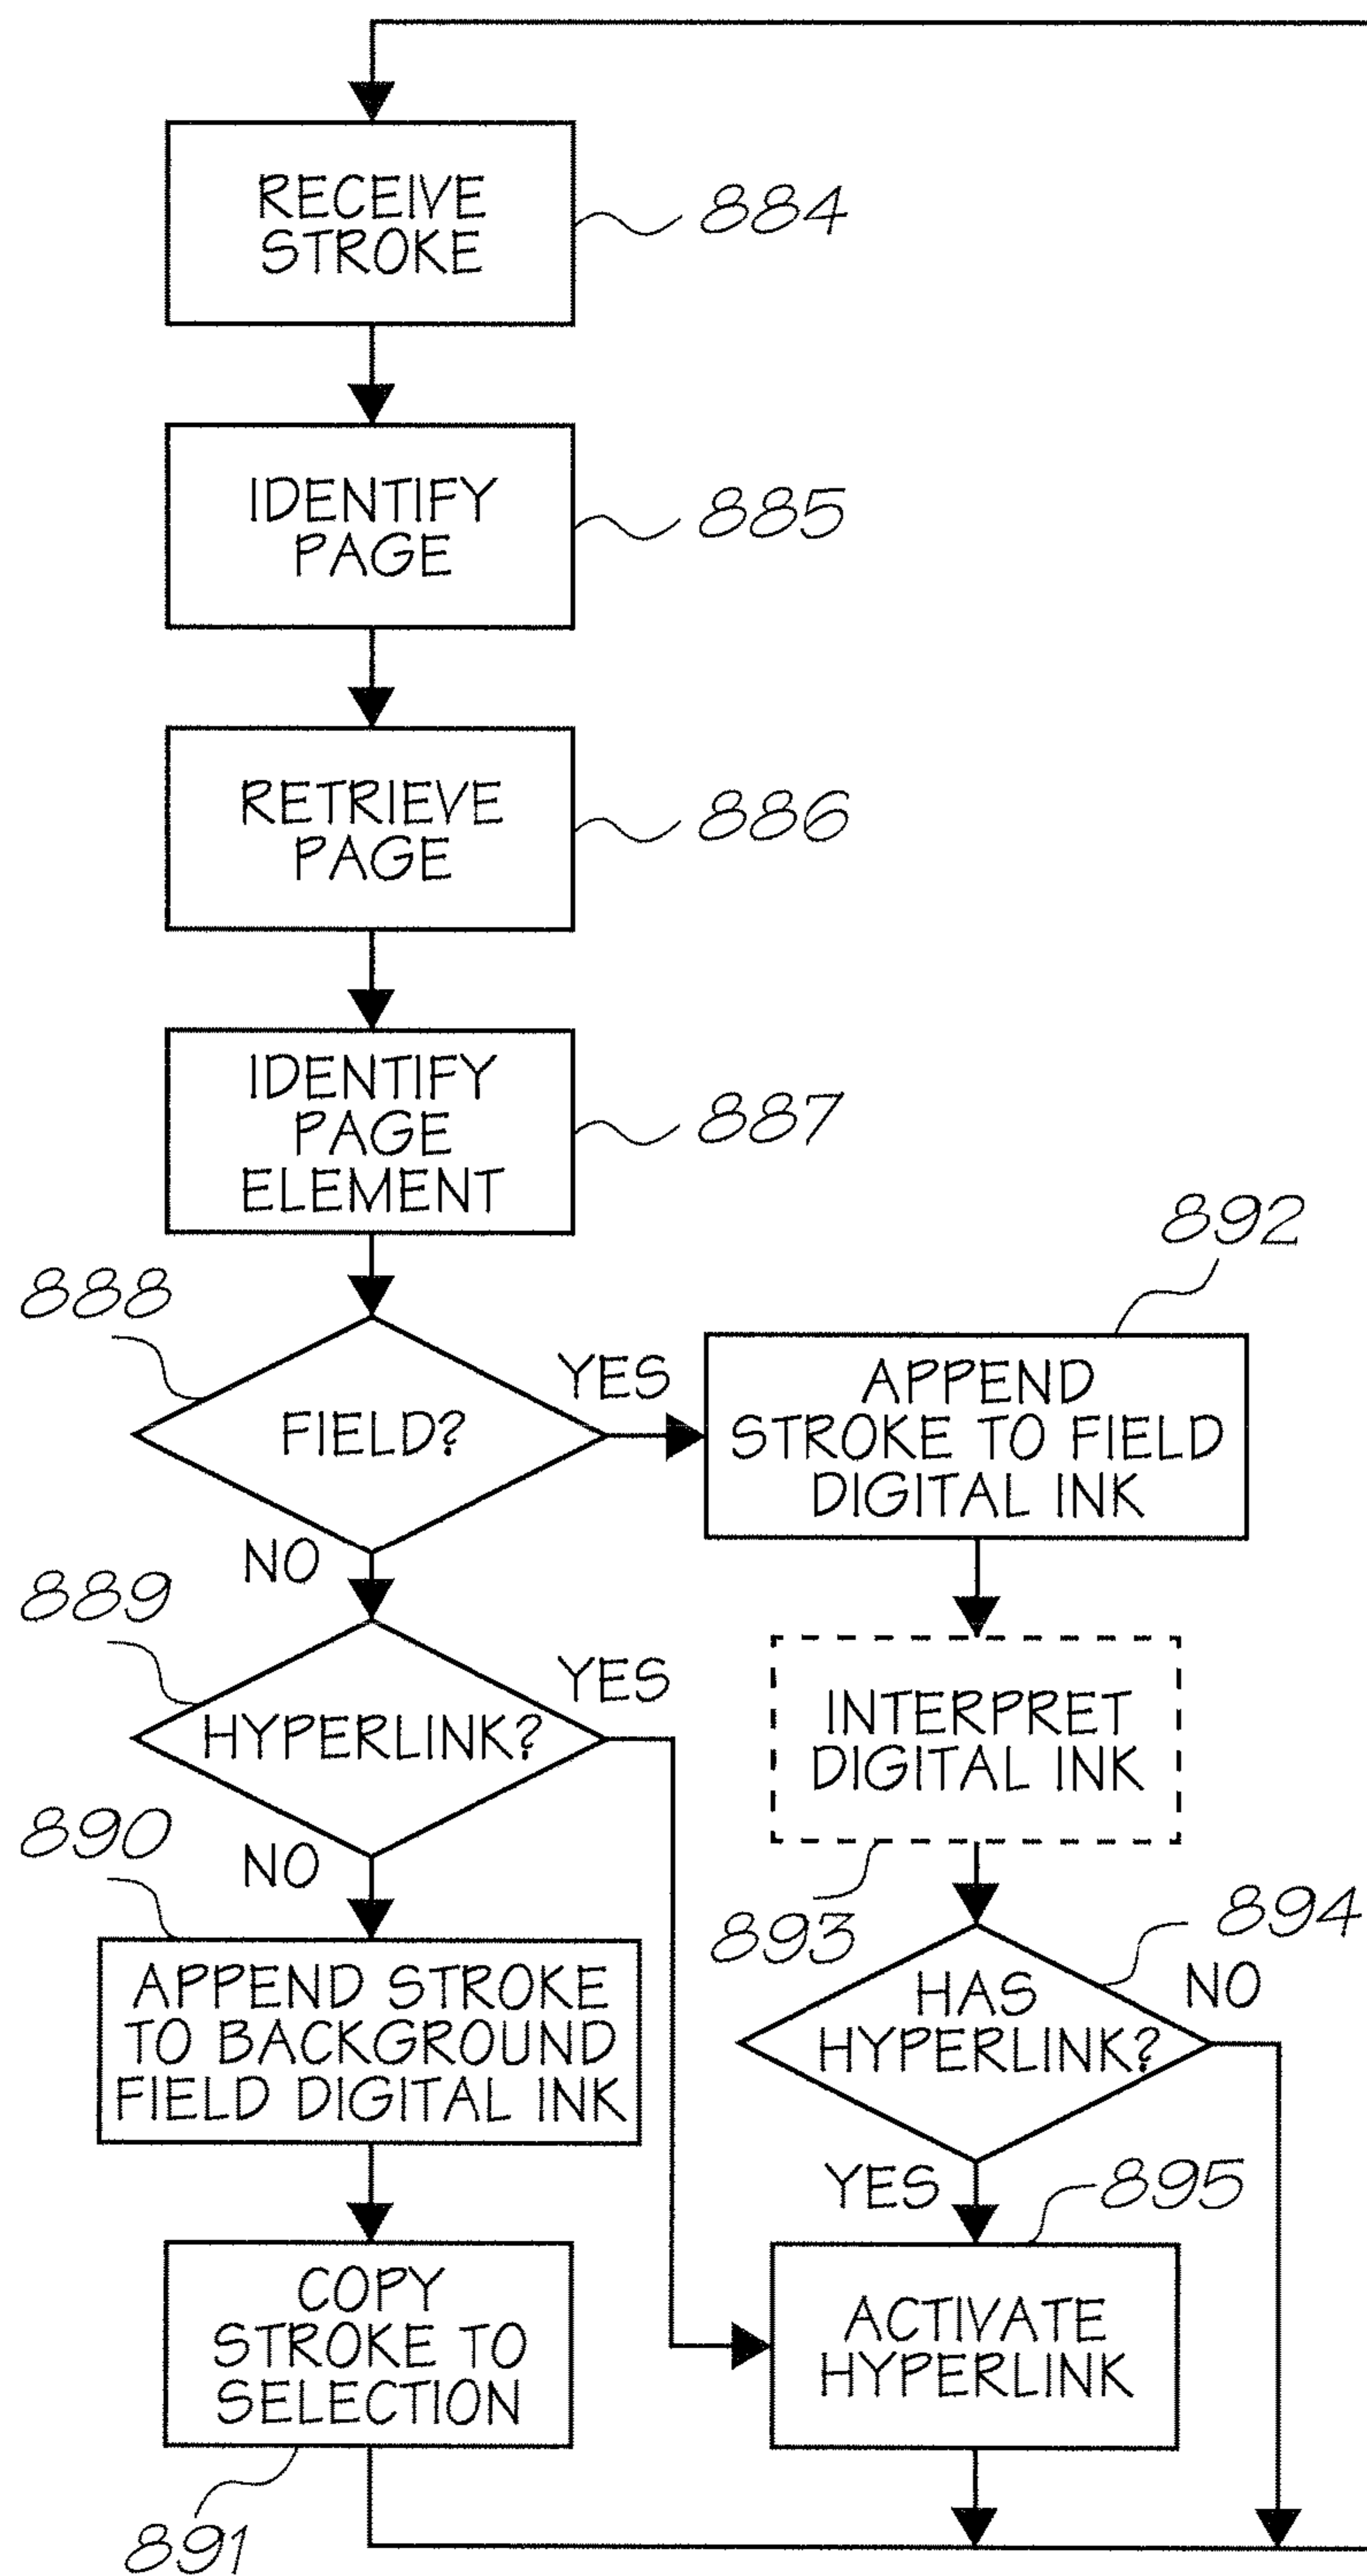 RECEIVE
STROKE
884
IDENTIFY
PAGE
885
RETRIEVE
PAGE
886
IDENTIFY
PAGE
ELEMENT
887
888
FIELD?
YES
NO
892
APPEND
STROKE TO FIELD
DIGITAL INK
889
HYPERLINK?
YES
NO
INTERPRET
DIGITAL INK
893
890
APPEND STROKE
TO BACKGROUND
FIELD DIGITAL INK
894
HAS
HYPERLINK?
NO
YES
COPY
STROKE TO
SELECTION
891
895
ACTIVATE
HYPERLINK